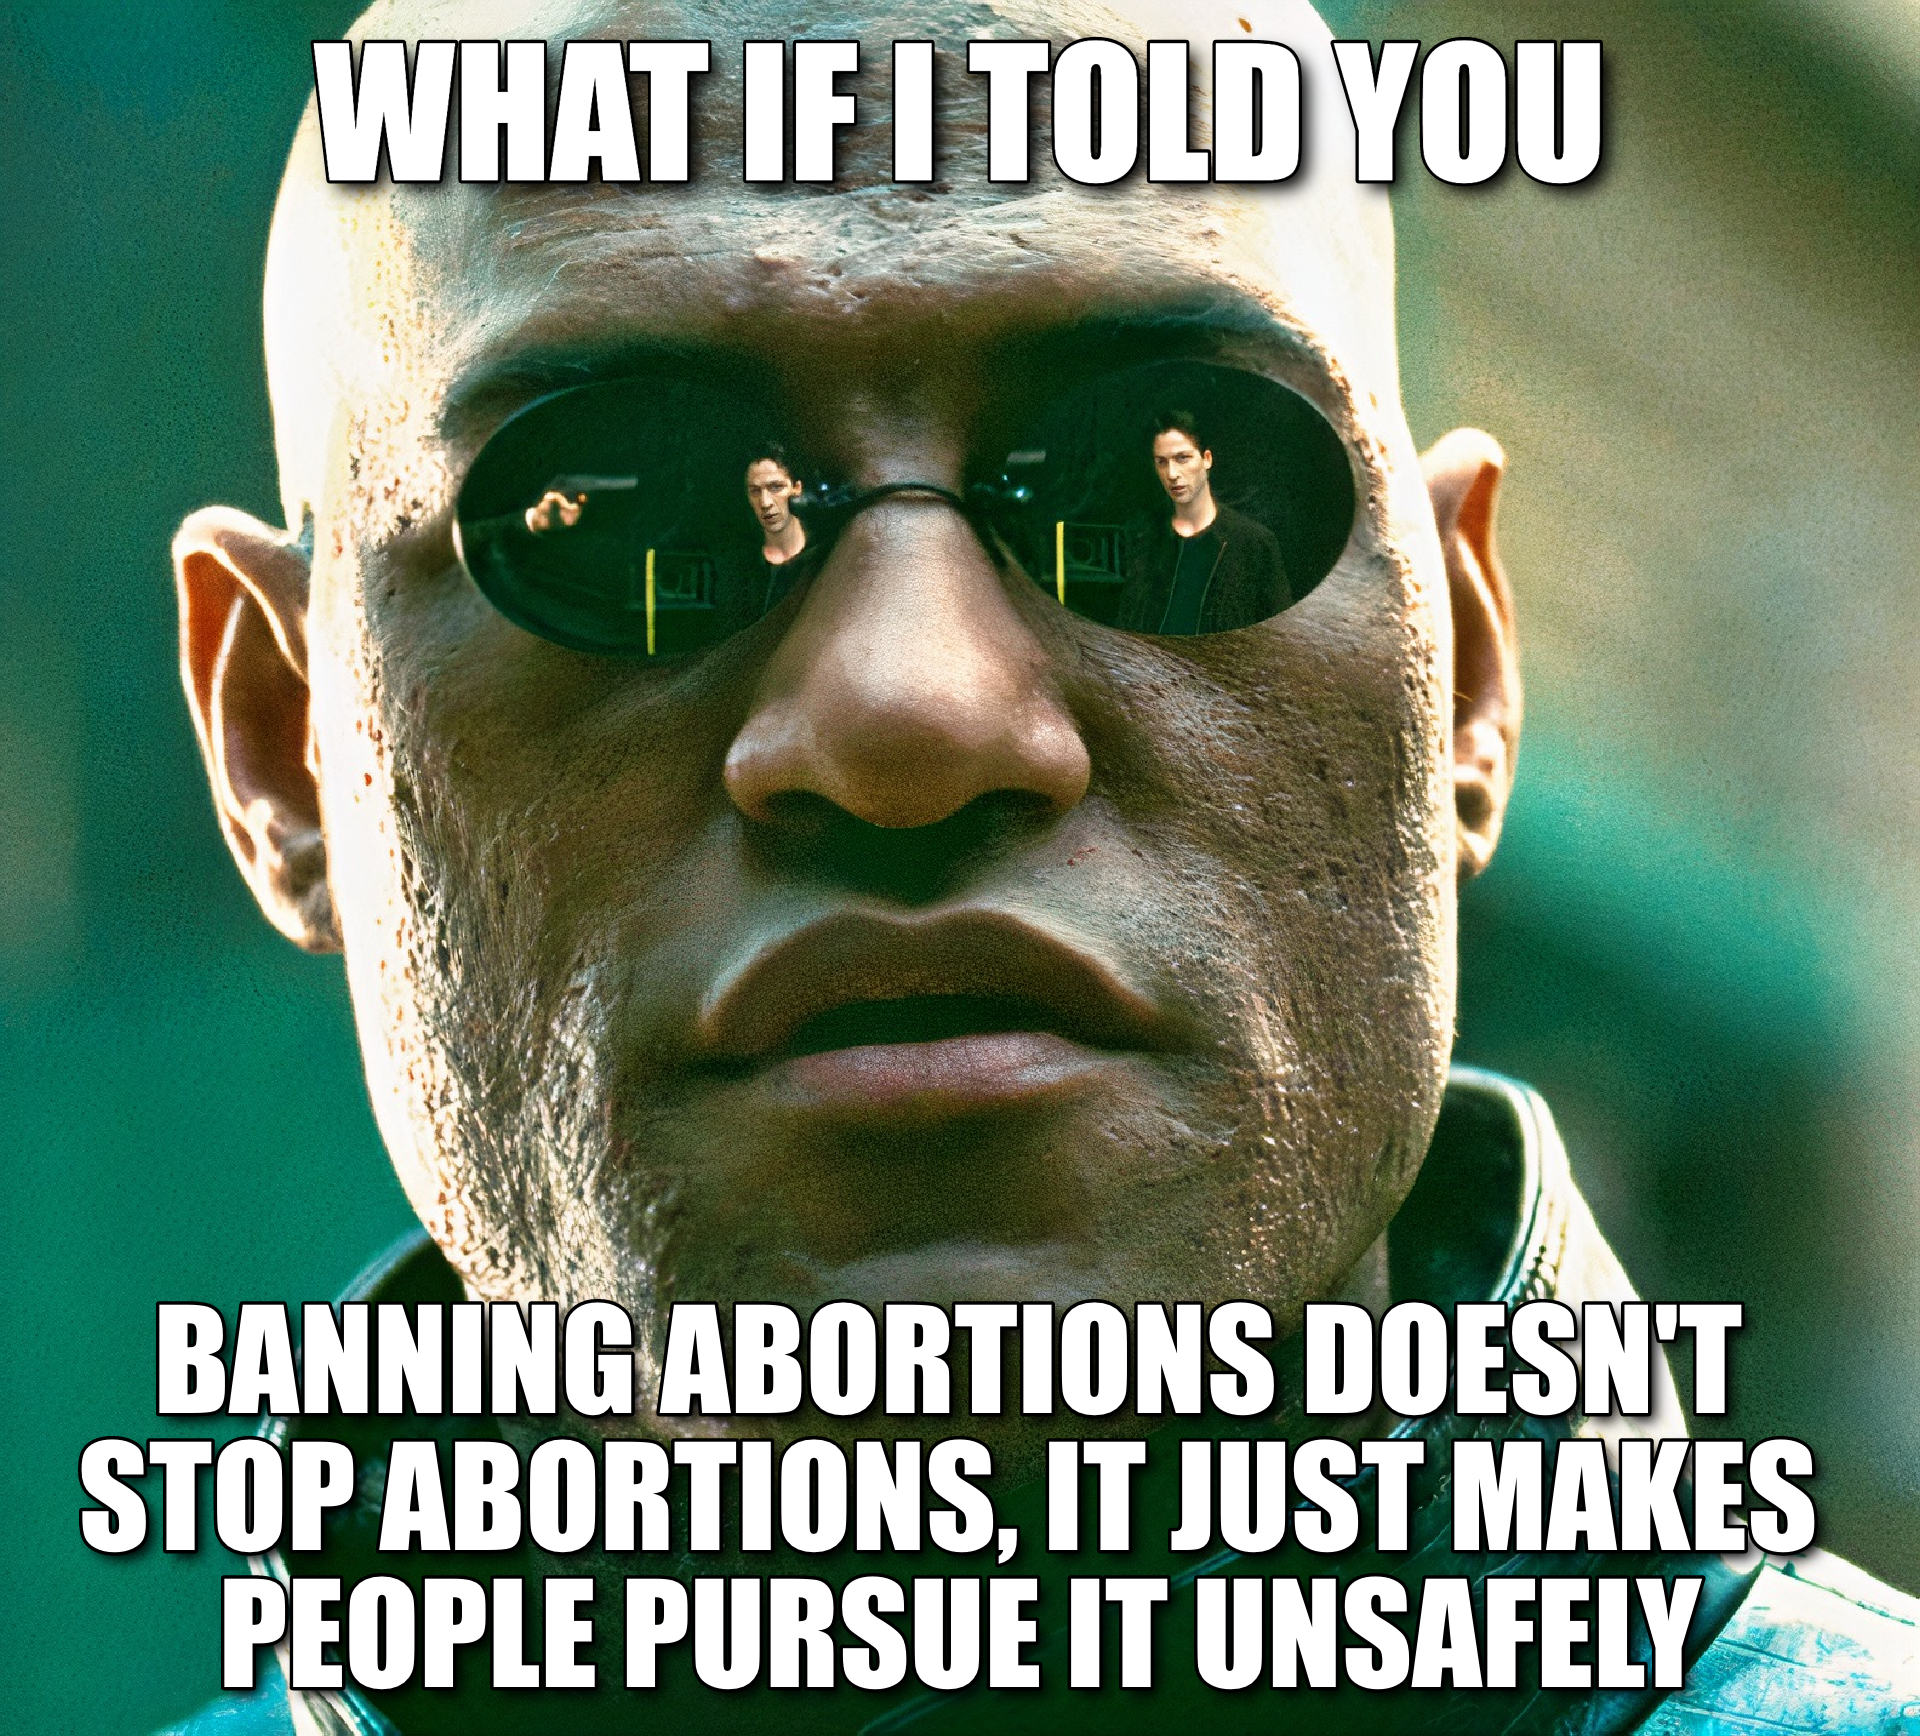 WHAT IF I TOLD YOU
BANNING ABORTIONS DOESN'T
STOP ABORTIONS, IT JUST MAKES
PEOPLE PURSUE IT UNSAFELY